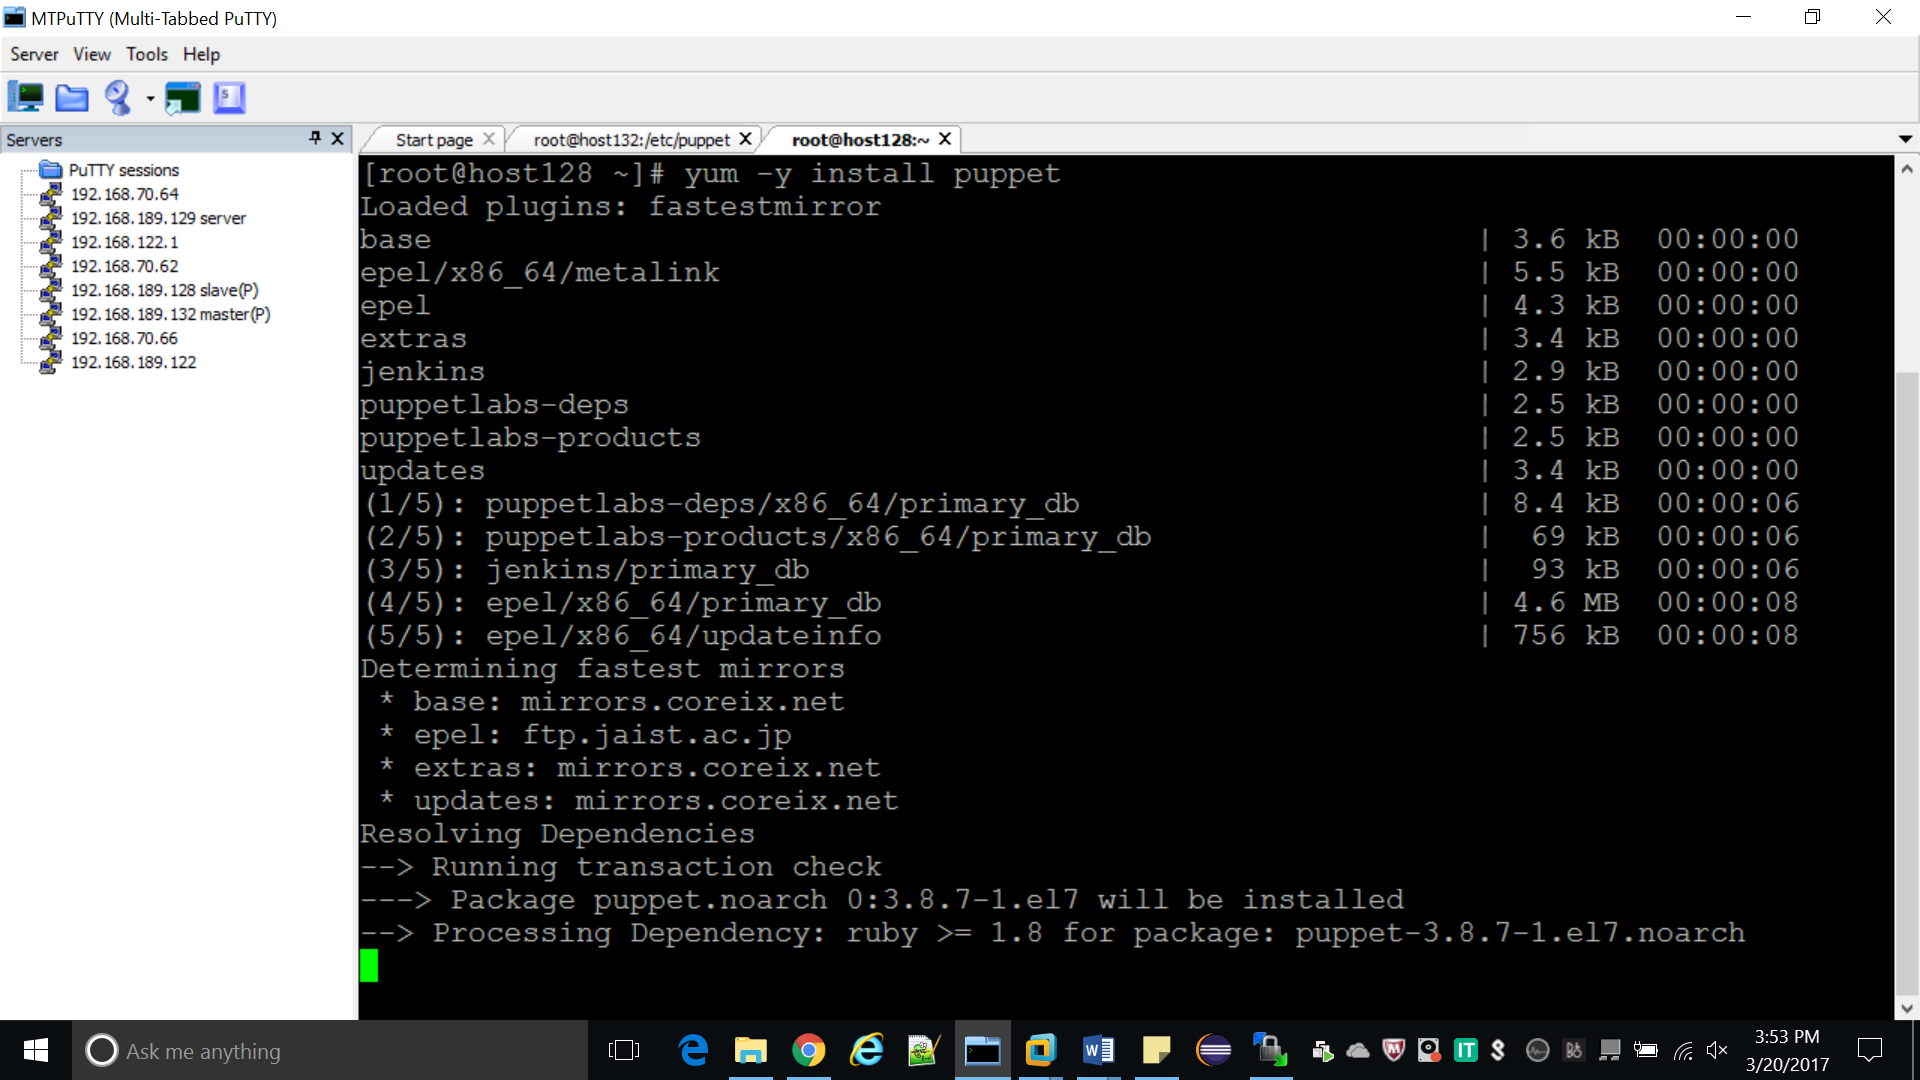 MTPuTTY (Multi-Tabbed PuTTY)
Server View Tools Help
Servers
PuTTY sessions
192.168.70.64
192.168.189.129 server
192.168.122.1
192.168.70.62
192.168.189.128 slave(P)
192.168.189.132 master(P)
192.168.70.66
192.168.189.122
Start page root@host132:/etc/puppet root@host128:~
[root@host128 ~]# yum -y install puppet
Loaded plugins: fastestmirror
base | 3.6 kB 00:00:00
epel/x86_64/metalink | 5.5 kB 00:00:00
epel | 4.3 kB 00:00:00
extras | 3.4 kB 00:00:00
jenkins | 2.9 kB 00:00:00
puppetlabs-deps | 2.5 kB 00:00:00
puppetlabs-products | 2.5 kB 00:00:00
updates | 3.4 kB 00:00:00
(1/5): puppetlabs-deps/x86_64/primary_db | 8.4 kB 00:00:06
(2/5): puppetlabs-products/x86_64/primary_db | 69 kB 00:00:06
(3/5): jenkins/primary_db | 93 kB 00:00:06
(4/5): epel/x86_64/primary_db | 4.6 MB 00:00:08
(5/5): epel/x86_64/updateinfo | 756 kB 00:00:08
Determining fastest mirrors
* base: mirrors.coreix.net
* epel: ftp.jaist.ac.jp
* extras: mirrors.coreix.net
* updates: mirrors.coreix.net
Resolving Dependencies
--> Running transaction check
---> Package puppet.noarch 0:3.8.7-1.el7 will be installed
--> Processing Dependency: ruby >= 1.8 for package: puppet-3.8.7-1.el7.noarch
Ask me anything
3:53 PM
3/20/2017